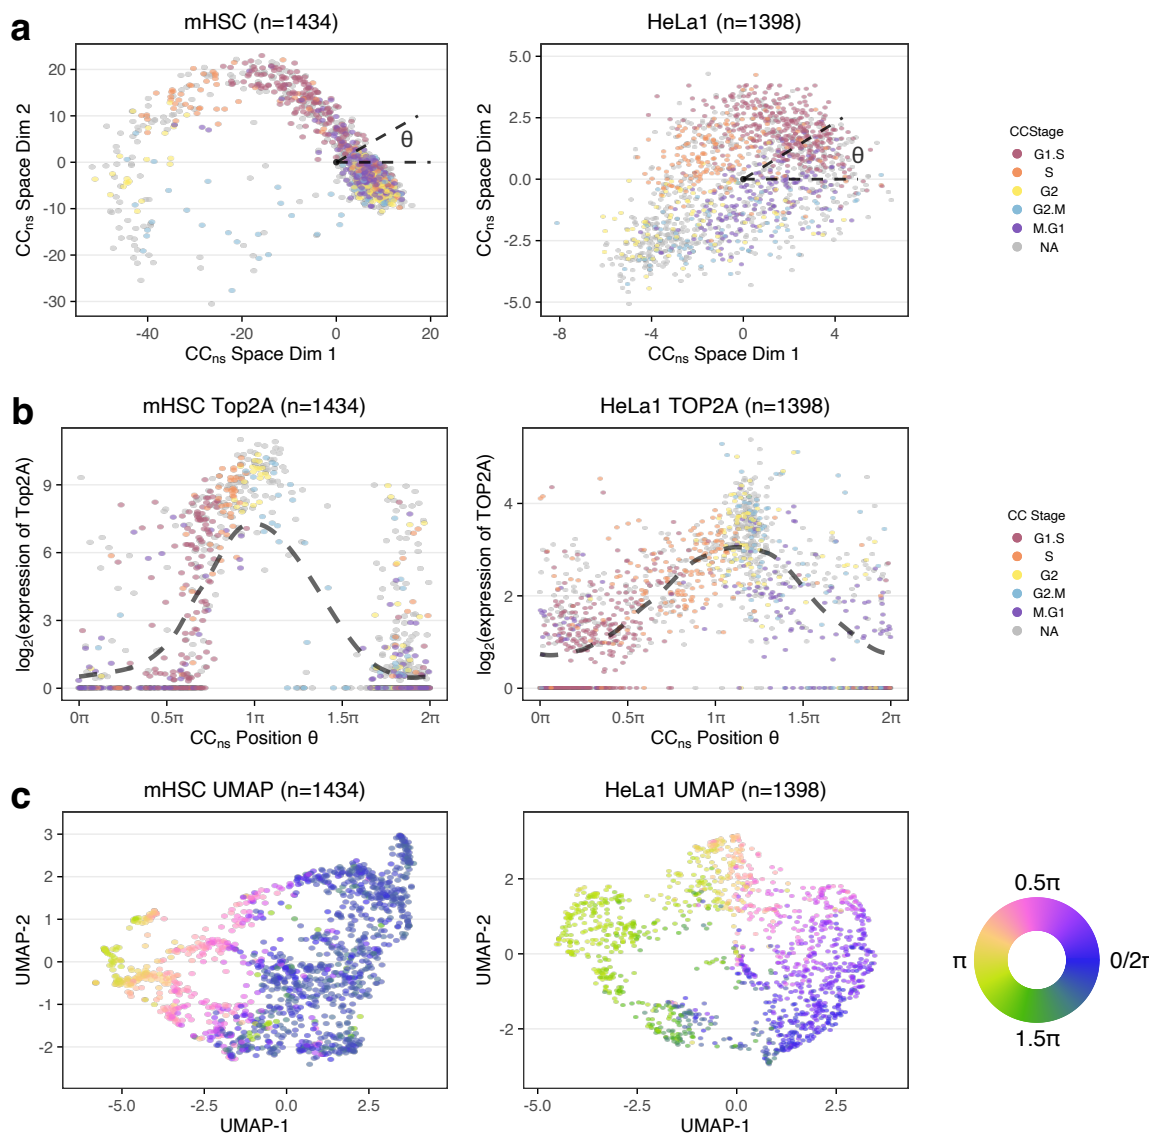 a
mHSC (n=1434)
HeLa1 (n=1398)
CCns Space Dim 2
20
10
0
-10
-20
-30
θ
-40
-20
0
20
CCns Space Dim 1
CCns Space Dim 2
5.0
2.5
0.0
-2.5
-5.0
θ
-8
-4
0
4
CCns Space Dim 1
CCStage
G1.S
S
G2
G2.M
M.G1
NA
b
mHSC Top2A (n=1434)
HeLa1 TOP2A (n=1398)
log2(expression of Top2A)
9
6
3
0
0π
0.5π
1π
1.5π
2π
CCns Position θ
log2(expression of TOP2A)
4
2
0
0π
0.5π
1π
1.5π
2π
CCns Position θ
CC Stage
G1.S
S
G2
G2.M
M.G1
NA
c
mHSC UMAP (n=1434)
HeLa1 UMAP (n=1398)
UMAP-2
3
2
1
0
-1
-2
-5.0
-2.5
0.0
2.5
UMAP-1
UMAP-2
2
0
-2
-5.0
-2.5
0.0
2.5
UMAP-1
0.5π
π
0/2π
1.5π